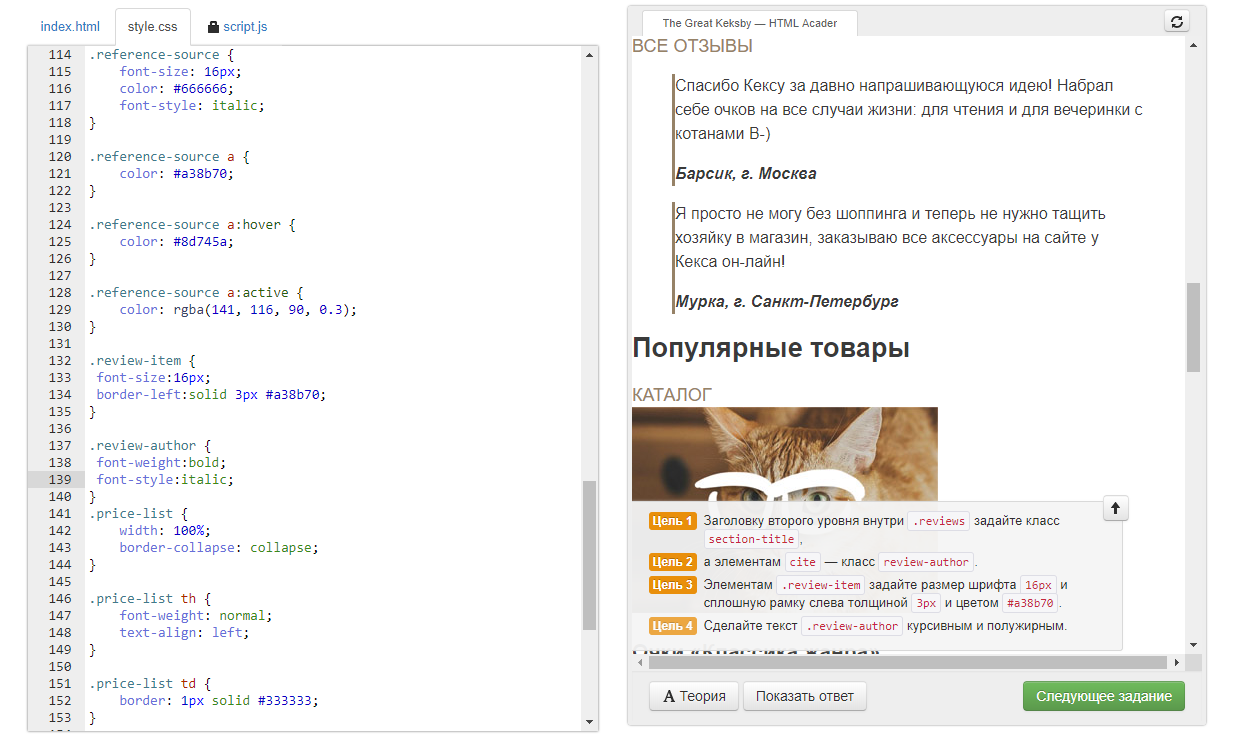 index.html style.css script.js
114 .reference-source {
115 font-size: 16px;
116 color: #666666;
117 font-style: italic;
118 }
119
120 .reference-source a {
121 color: #a38b70;
122 }
123
124 .reference-source a:hover {
125 color: #8d745a;
126 }
127
128 .reference-source a:active {
129 color: rgba(141, 116, 90, 0.3);
130 }
131
132 .review-item {
133 font-size:16px;
134 border-left:solid 3px #a38b70;
135 }
136
137 .review-author {
138 font-weight:bold;
139 font-style:italic;
140 }
141 .price-list {
142 width: 100%;
143 border-collapse: collapse;
144 }
145
146 .price-list th {
147 font-weight: normal;
148 text-align: left;
149 }
150
151 .price-list td {
152 border: 1px solid #333333;
153 }
The Great Keksby — HTML Acader
ВСЕ ОТЗЫВЫ
Спасибо Кексу за давно напрашивающуюся идею! Набрал
себе очков на все случаи жизни: для чтения и для вечеринки с
котанами B-)
Барсик, г. Москва
Я просто не могу без шоппинга и теперь не нужно тащить
хозяйку в магазин, заказываю все аксессуары на сайте у
Кекса он-лайн!
Мурка, г. Санкт-Петербург
Популярные товары
КАТАЛОГ
Цель 1 Заголовку второго уровня внутри .reviews задайте класс
section-title,
Цель 2 а элементам cite — класс review-author.
Цель 3 Элементам .review-item задайте размер шрифта 16px и
сплошную рамку слева толщиной 3px и цветом #a38b70.
Цель 4 Сделайте текст .review-author курсивным и полужирным.
Очки «Классика жанра»
A Теория Показать ответ Следующее задание